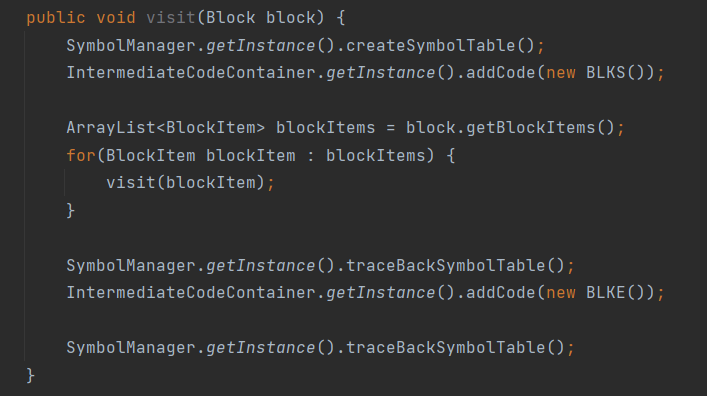 public void visit(Block block) {
    SymbolManager.getInstance().createSymbolTable();
    IntermediateCodeContainer.getInstance().addCode(new BLKS());

    ArrayList<BlockItem> blockItems = block.getBlockItems();
    for(BlockItem blockItem : blockItems) {
        visit(blockItem);
    }

    SymbolManager.getInstance().traceBackSymbolTable();
    IntermediateCodeContainer.getInstance().addCode(new BLKE());

    SymbolManager.getInstance().traceBackSymbolTable();
}